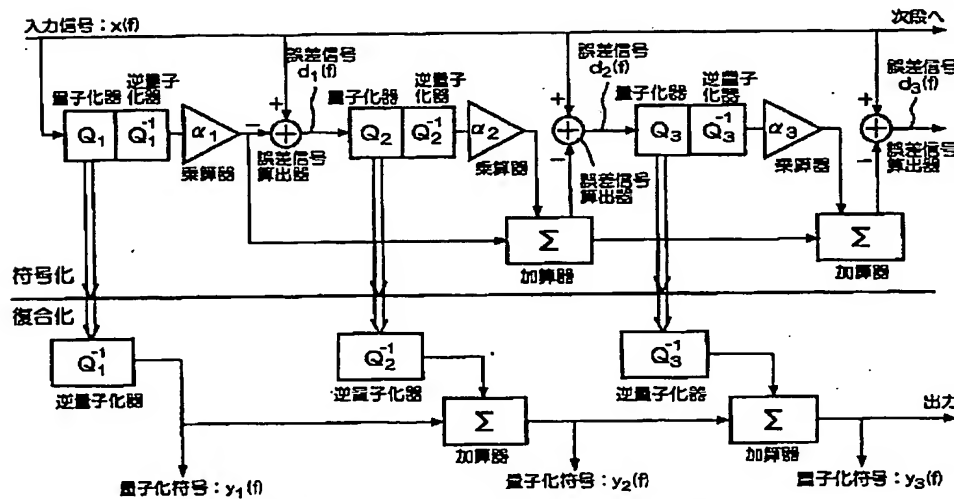 入力信号：x(f)
次段へ
誤差信号
d₁(f)
誤差信号
d₂(f)
誤差信号
d₃(f)
量子化器
逆量子
化器
量子化器
逆量子
化器
量子化器
逆量子
化器
Q₁
Q₁⁻¹
α₁
−
+
Q₂
Q₂⁻¹
α₂
+
−
Q₃
Q₃⁻¹
α₃
+
−
乗算器
誤差信号
算出器
乗算器
誤差信号
算出器
乗算器
誤差信号
算出器
Σ
加算器
Σ
加算器
符号化
復合化
Q₁⁻¹
逆量子化器
Q₂⁻¹
逆量子化器
Q₃⁻¹
逆量子化器
Σ
加算器
Σ
加算器
出力
量子化符号：y₁(f)
量子化符号：y₂(f)
量子化符号：y₃(f)